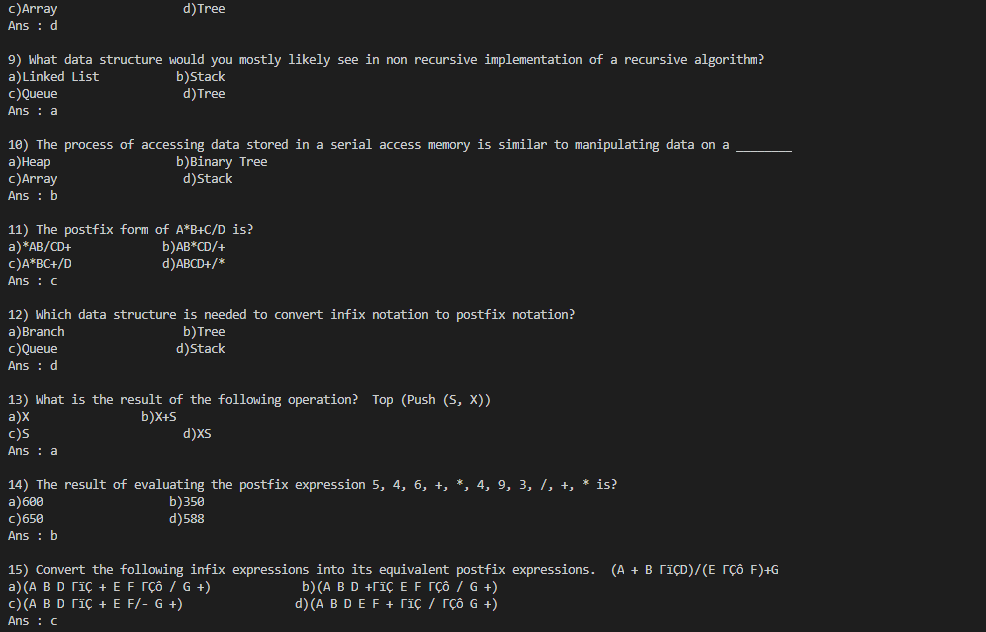 c)Array d)Tree
Ans : d
9) What data structure would you mostly likely see in non recursive implementation of a recursive algorithm?
a)Linked List b)Stack
c)Queue d)Tree
Ans : a
10) The process of accessing data stored in a serial access memory is similar to manipulating data on a ________
a)Heap b)Binary Tree
c)Array d)Stack
Ans : b
11) The postfix form of A*B+C/D is?
a)*AB/CD+ b)AB*CD/+
c)A*BC+/D d)ABCD+/*
Ans : c
12) Which data structure is needed to convert infix notation to postfix notation?
a)Branch b)Tree
c)Queue d)Stack
Ans : d
13) What is the result of the following operation? Top (Push (S, X))
a)X b)X+S
c)S d)XS
Ans : a
14) The result of evaluating the postfix expression 5, 4, 6, +, *, 4, 9, 3, /, +, * is?
a)600 b)350
c)650 d)588
Ans : b
15) Convert the following infix expressions into its equivalent postfix expressions. (A + B ΓïÇD)/(E ΓÇô F)+G
a)(A B D ΓïÇ + E F ΓÇô / G +) b)(A B D +ΓïÇ E F ΓÇô / G +)
c)(A B D ΓïÇ + E F/- G +) d)(A B D E F + ΓïÇ / ΓÇô G +)
Ans : c